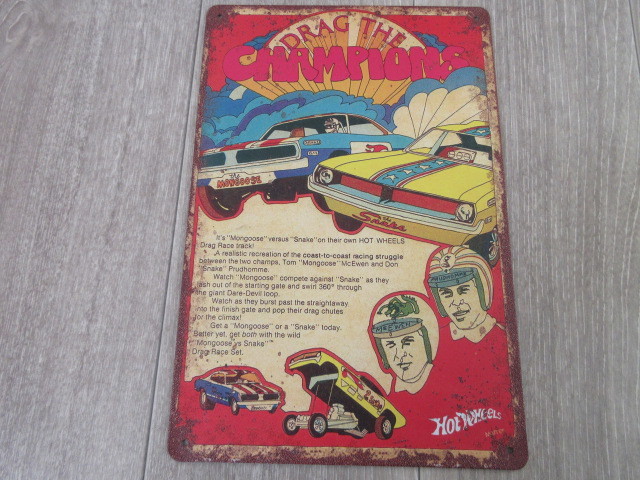 DRAG THE
CHAMPIONS
The
MONGOOSE
The
Snake
It's "Mongoose" veraus "Snake" on their own HOT WHEELS
Drag Race track!
A realistic recreation of the coast-to-coast racing struggle
between the two champs, Tom "Mongoose" McEwen and Don
"Snake" Prudhomme.
Watch "Mongoose" compete against "Snake" as they
flash out of the starting gate and swirl 360° through
the giant Dare-Devil loop.
Watch as they burst past the straightaway
into the finish gate and pop their drag chutes
for the climax!
Get a "Mongoose" or a "Snake" today.
Better yet, get both with the wild
"Mongoose vs Snake"
Drag Race Set.
PRUDHOMME
McEWEN
Hot Wheels